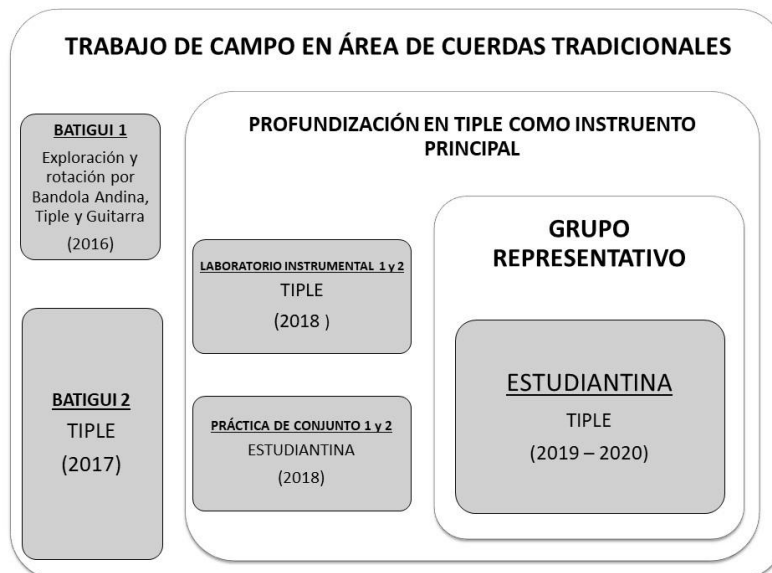 TRABAJO DE CAMPO EN ÁREA DE CUERDAS TRADICIONALES
BATIGUI 1
Exploración y
rotación por
Bandola Andina,
Tiple y Guitarra
(2016)
BATIGUI 2
TIPLE
(2017)
PROFUNDIZACIÓN EN TIPLE COMO INSTRUENTO
PRINCIPAL
LABORATORIO INSTRUMENTAL 1 y 2
TIPLE
(2018 )
PRÁCTICA DE CONJUNTO 1 y 2
ESTUDIANTINA
(2018)
GRUPO
REPRESENTATIVO
ESTUDIANTINA
TIPLE
(2019 – 2020)